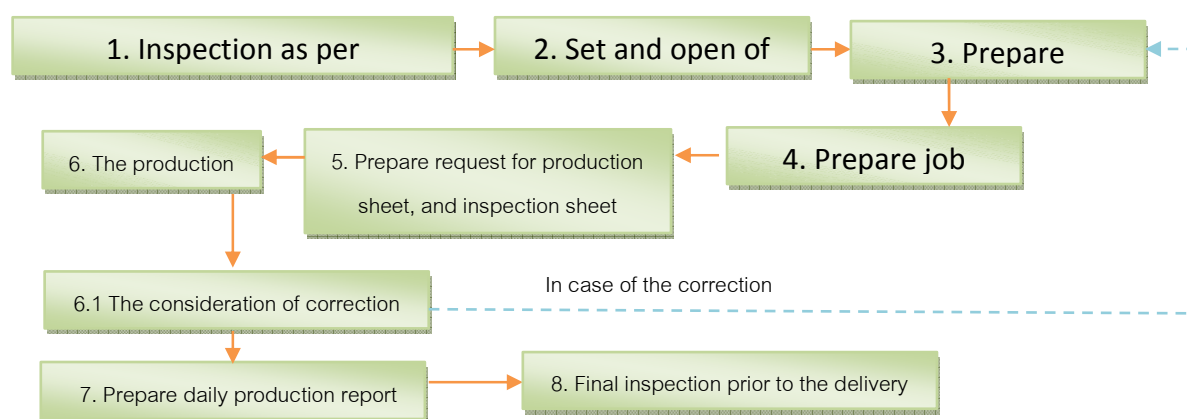 1. Inspection as per
2. Set and open of
3. Prepare
4. Prepare job
5. Prepare request for production
sheet, and inspection sheet
6. The production
6.1 The consideration of correction
In case of the correction
7. Prepare daily production report
8. Final inspection prior to the delivery